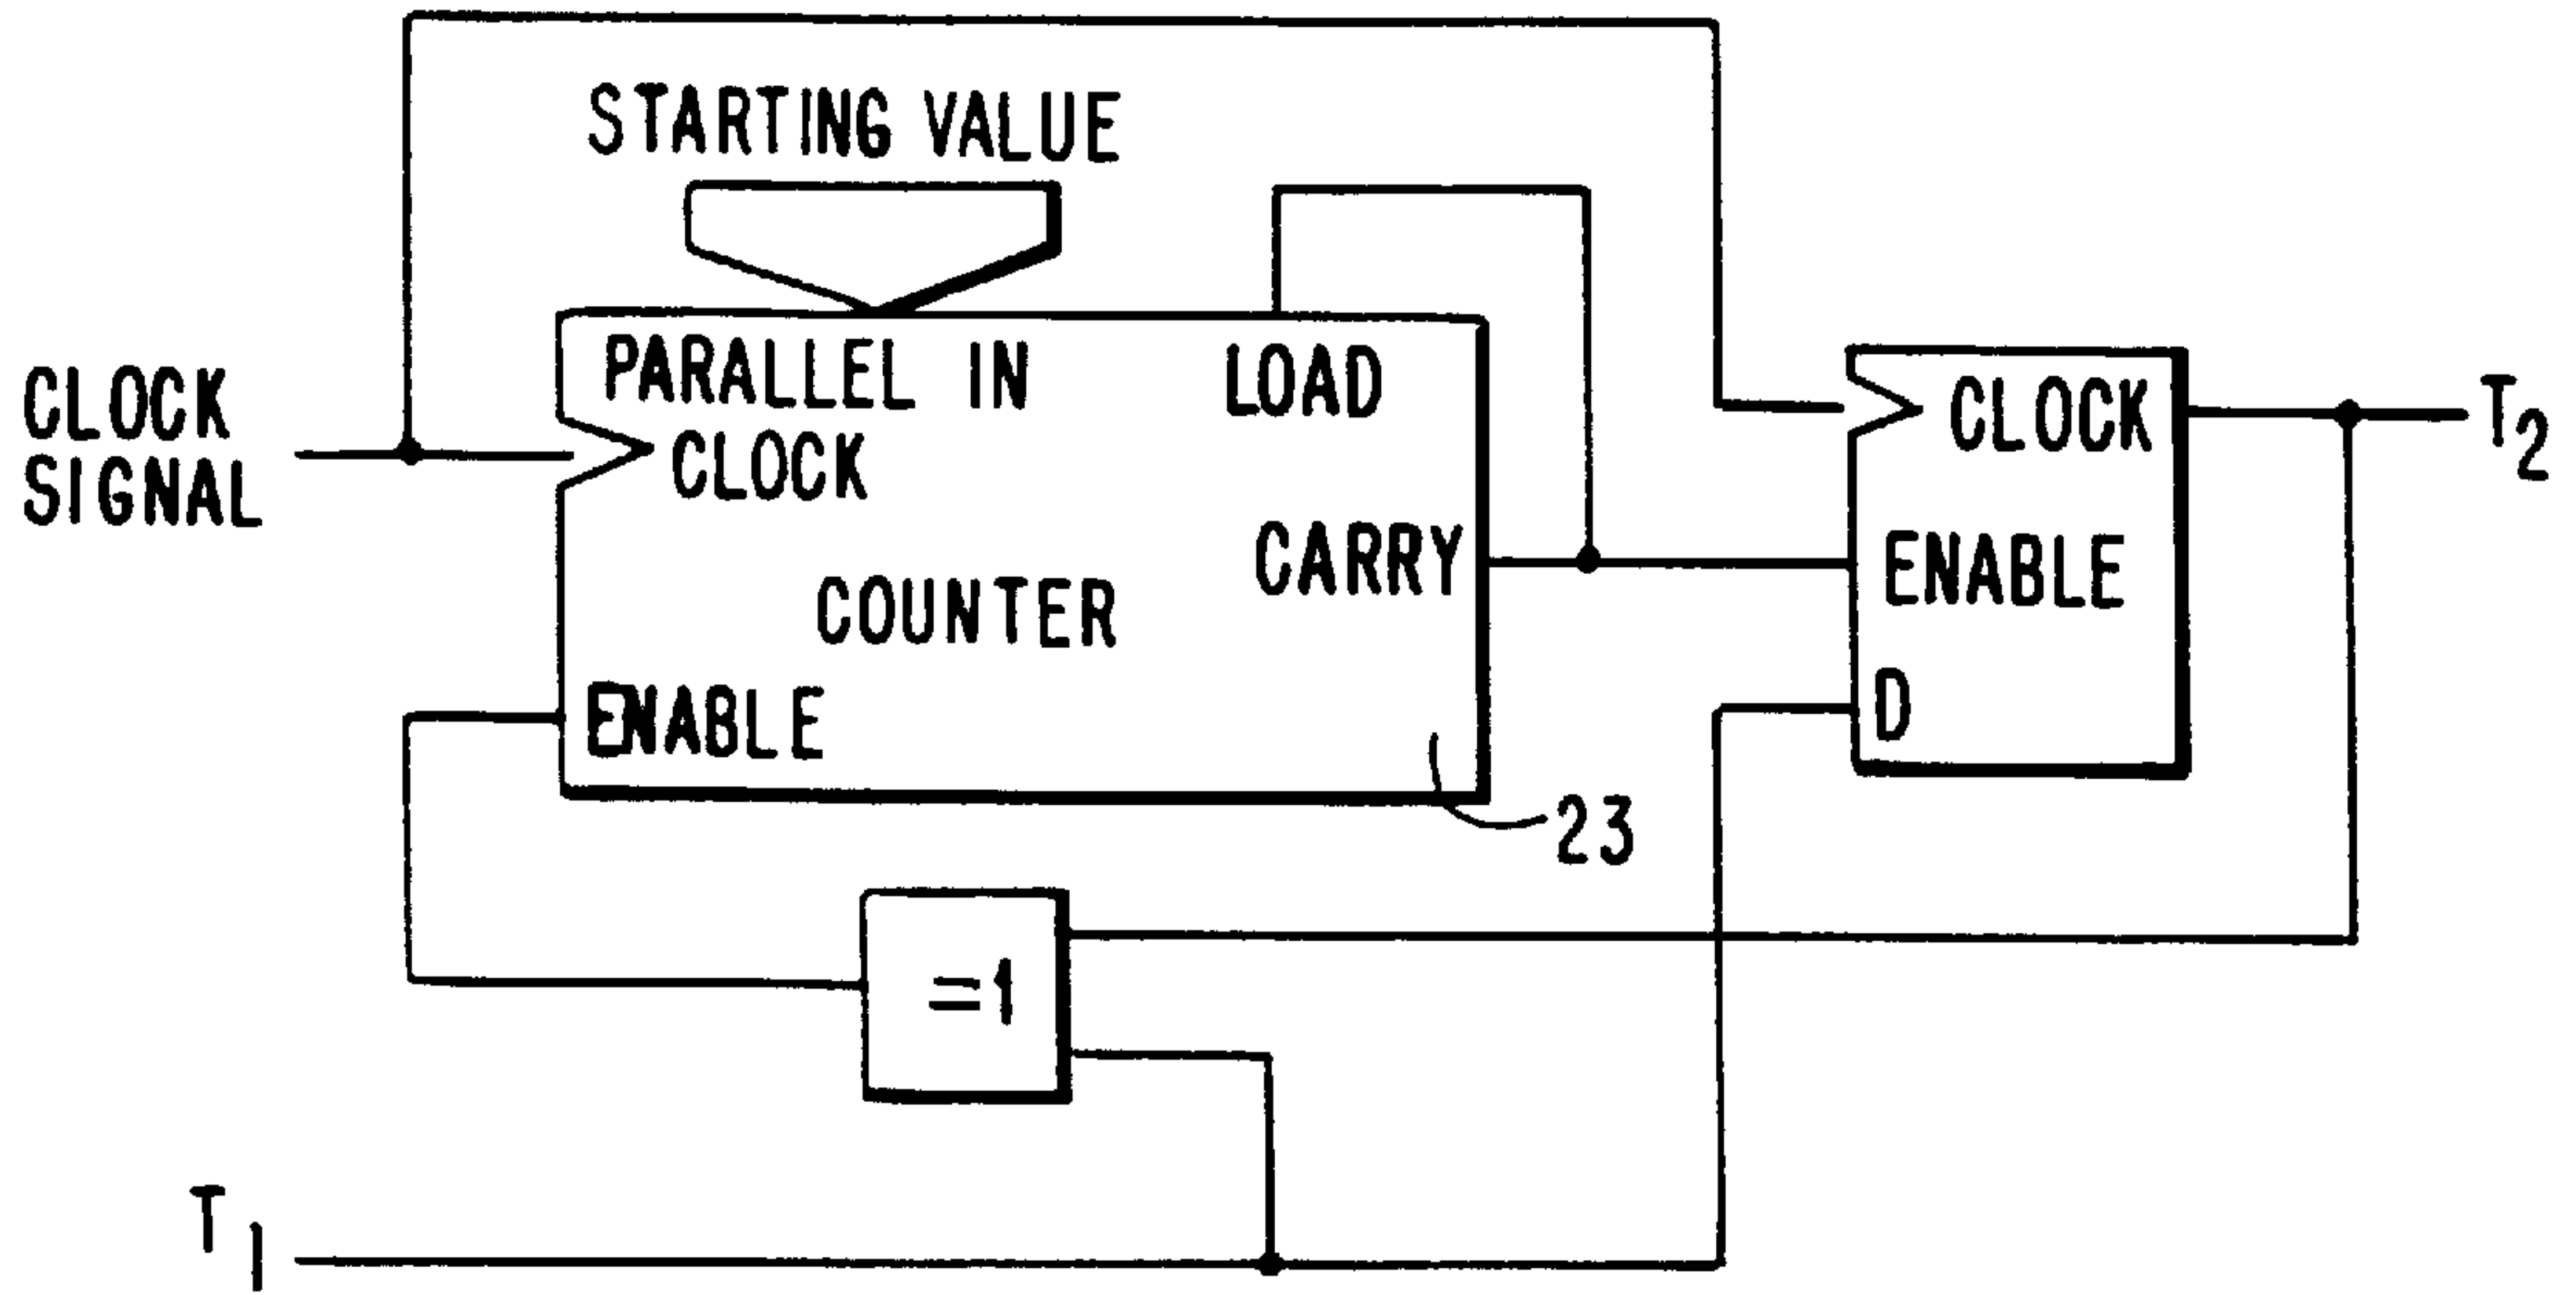 STARTING VALUE
PARALLEL IN LOAD
CLOCK
SIGNAL
CLOCK
CLOCK
T2
CARRY
ENABLE
COUNTER
ENABLE
D
23
=1
T1